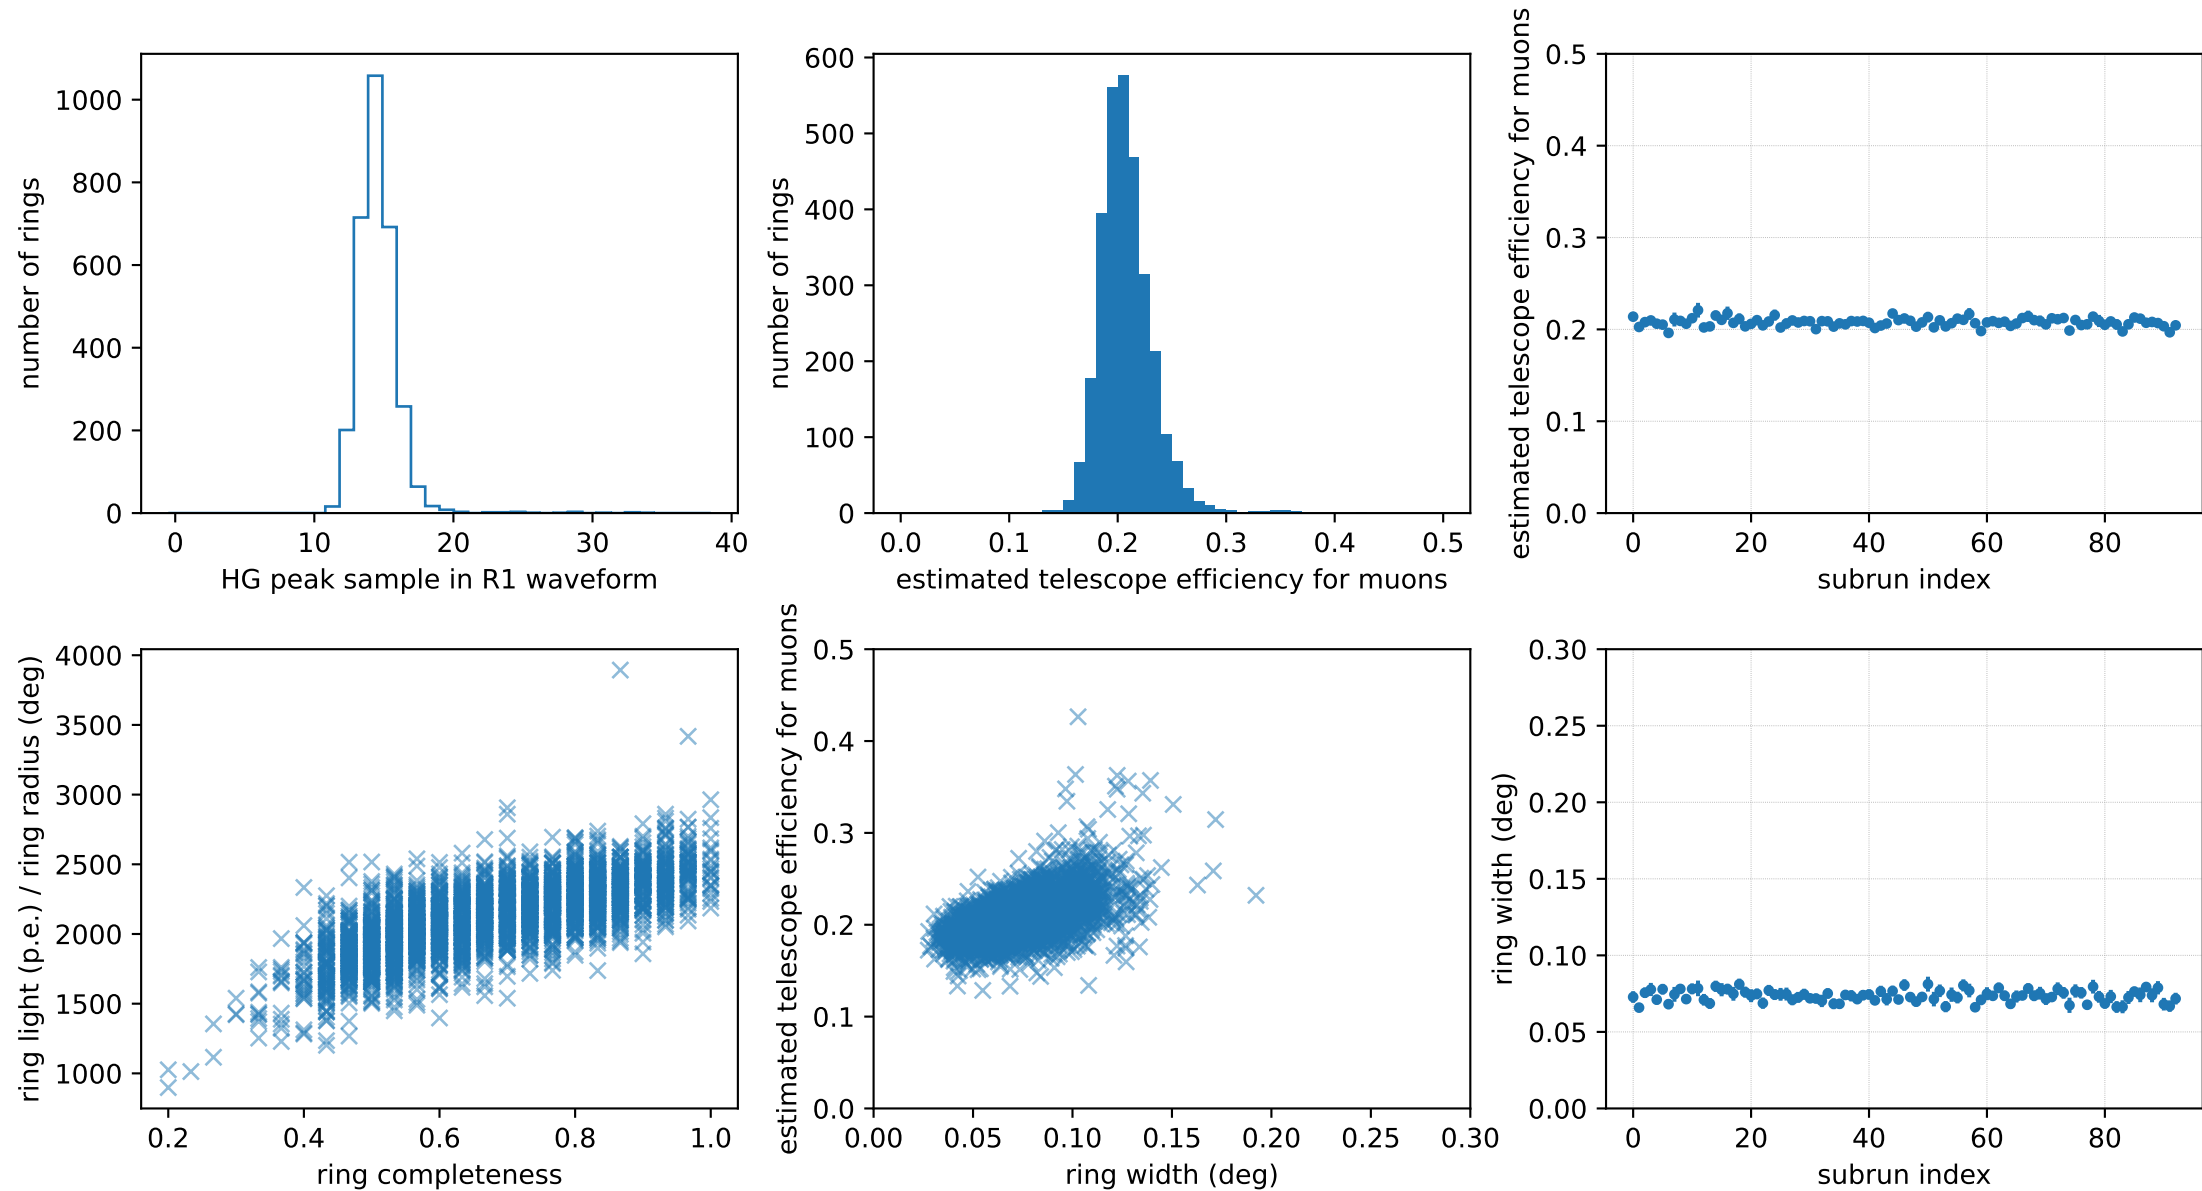 number of rings
1000
800
600
400
200
0
0 10 20 30 40
HG peak sample in R1 waveform
number of rings
600
500
400
300
200
100
0
0.0 0.1 0.2 0.3 0.4 0.5
estimated telescope efficiency for muons
estimated telescope efficiency for muons
0.5
0.4
0.3
0.2
0.1
0.0
0 20 40 60 80
subrun index
ring light (p.e.) / ring radius (deg)
4000
3500
3000
2500
2000
1500
1000
0.2 0.4 0.6 0.8 1.0
ring completeness
estimated telescope efficiency for muons
0.5
0.4
0.3
0.2
0.1
0.0
0.00 0.05 0.10 0.15 0.20 0.25 0.30
ring width (deg)
ring width (deg)
0.30
0.25
0.20
0.15
0.10
0.05
0.00
0 20 40 60 80
subrun index